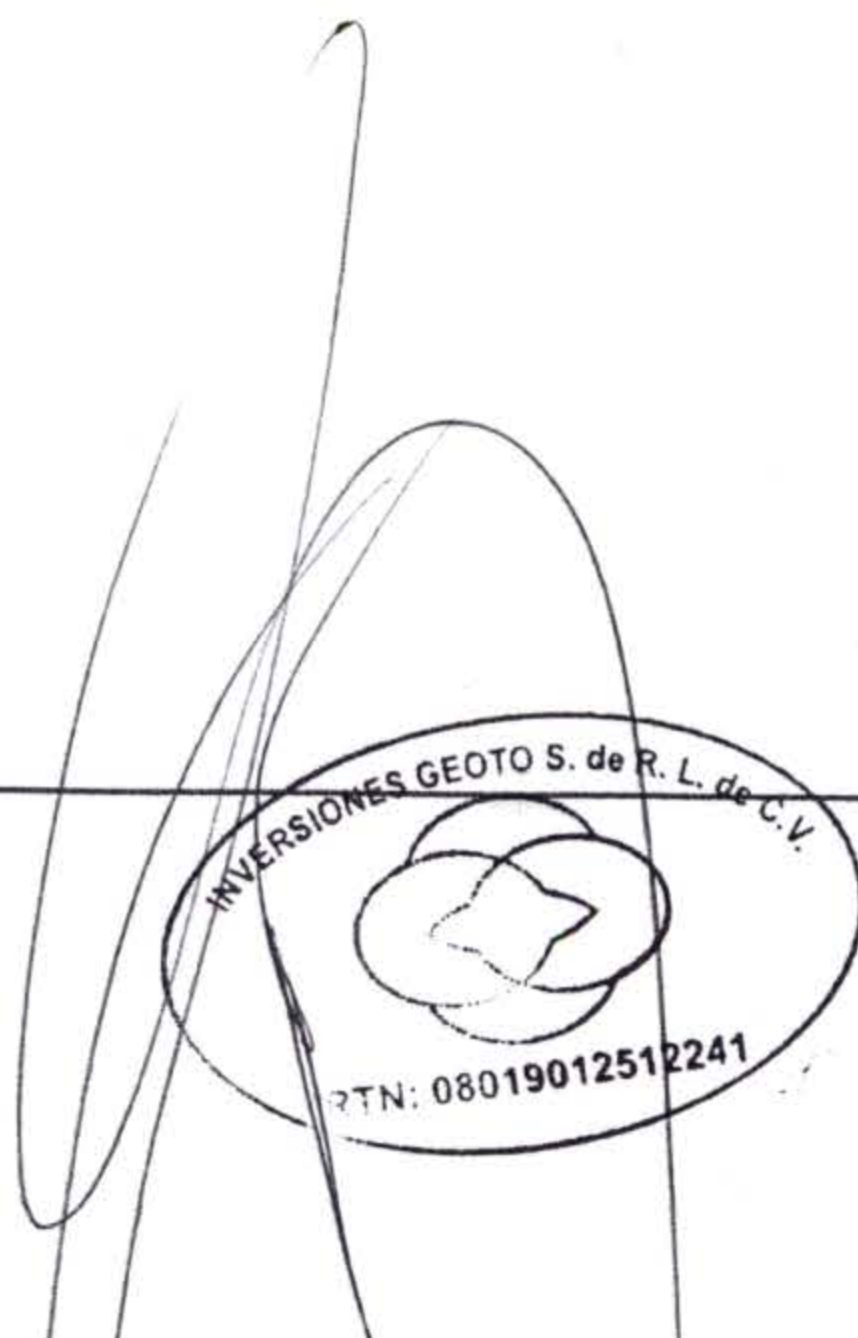 INVERSIONES GEOTO S. de R. L. de C.V.
RTN: 08019012512241